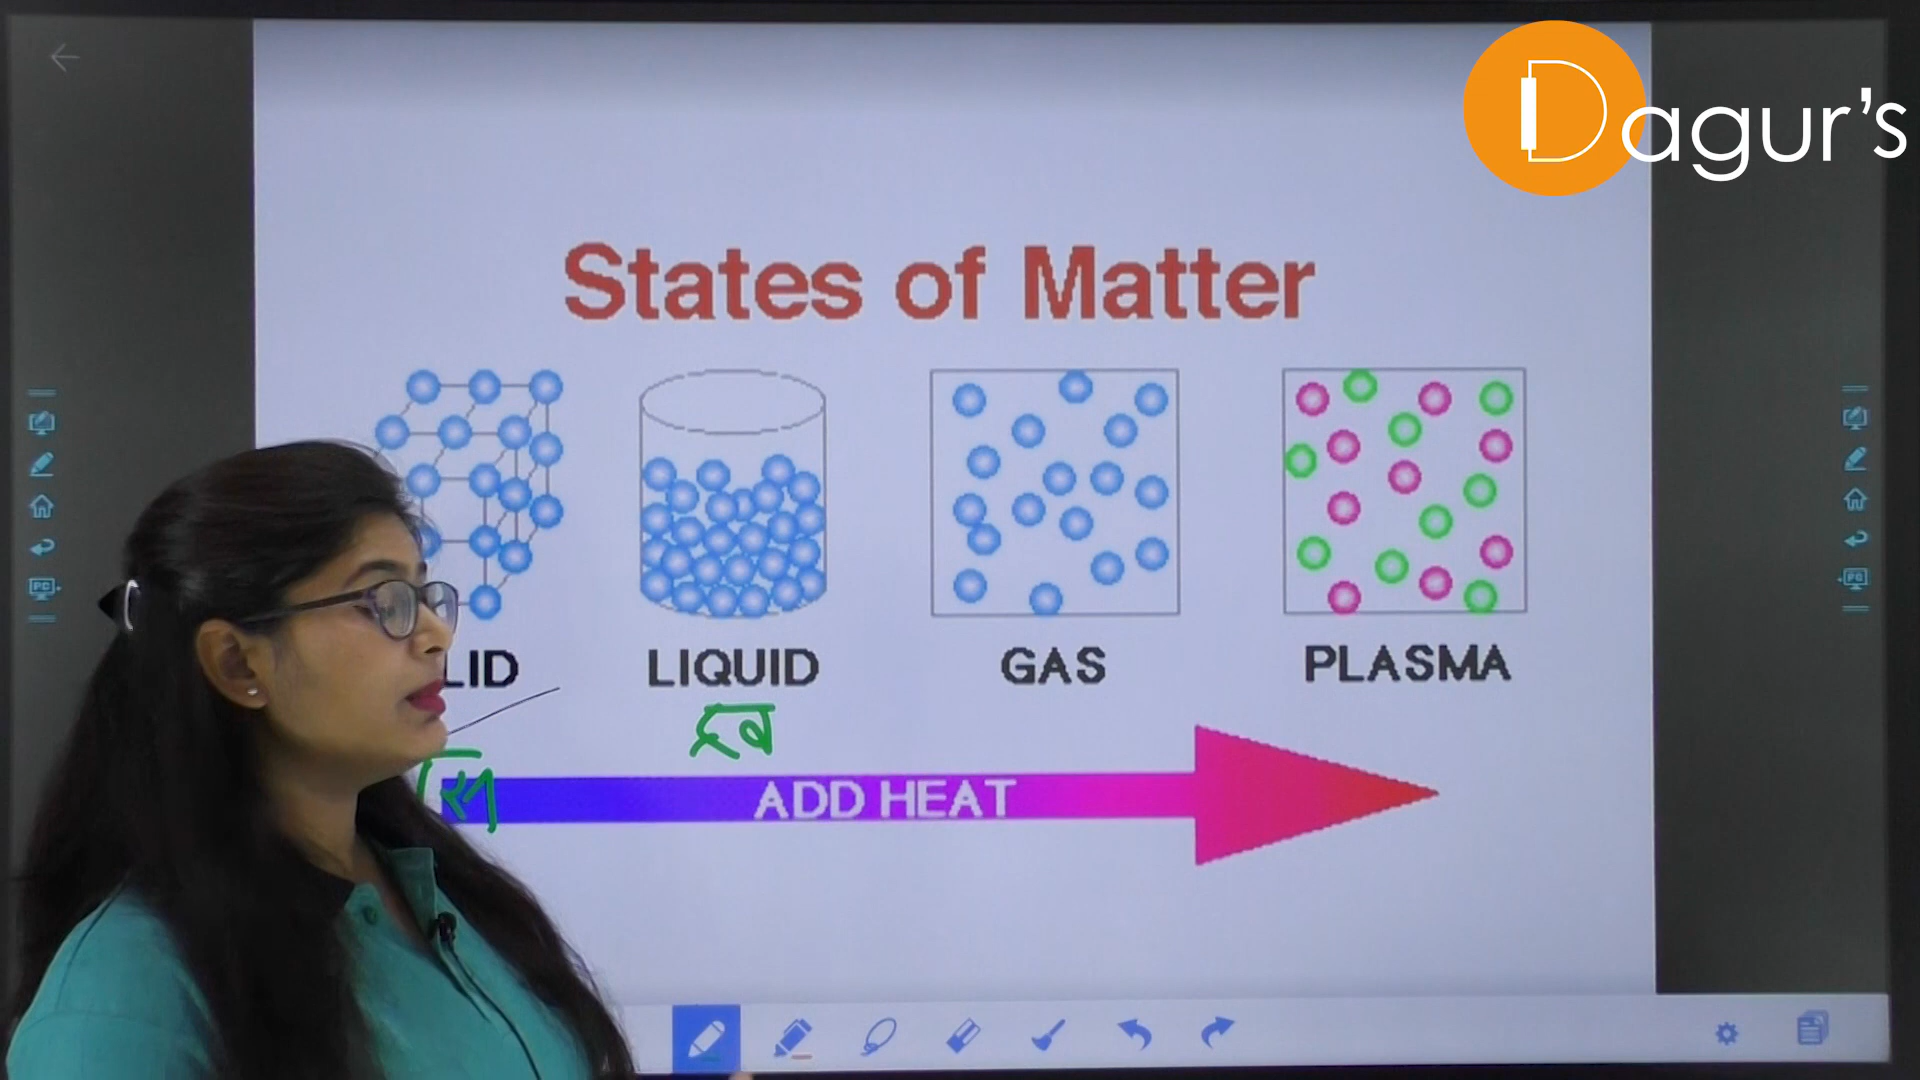 Dagur's
States of Matter
LID LIQUID GAS PLASMA
द्रव
ADD HEAT